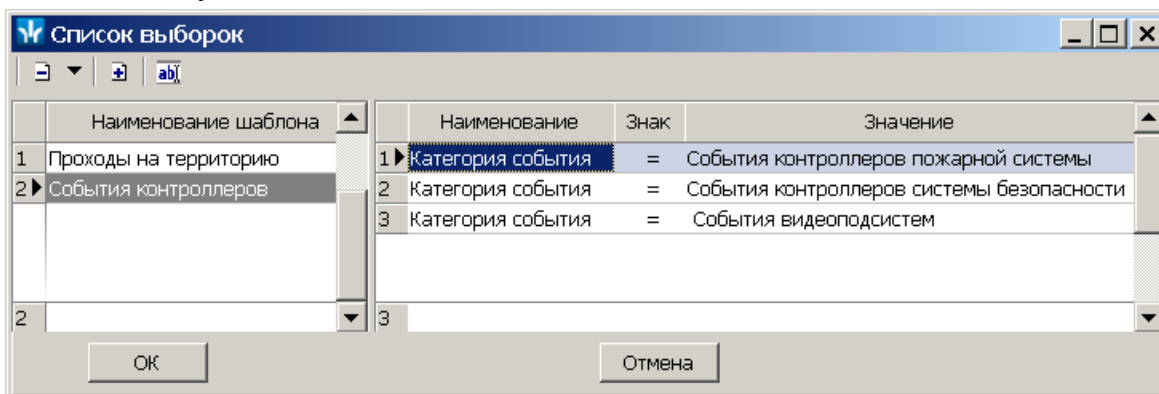 Список выборок
ab
Наименование шаблона
1 Проходы на территорию
2 События контроллеров
2
Наименование Знак Значение
1 Категория события = События контроллеров пожарной системы
2 Категория события = События контроллеров системы безопасности
3 Категория события = События видеоподсистем
3
ОК Отмена